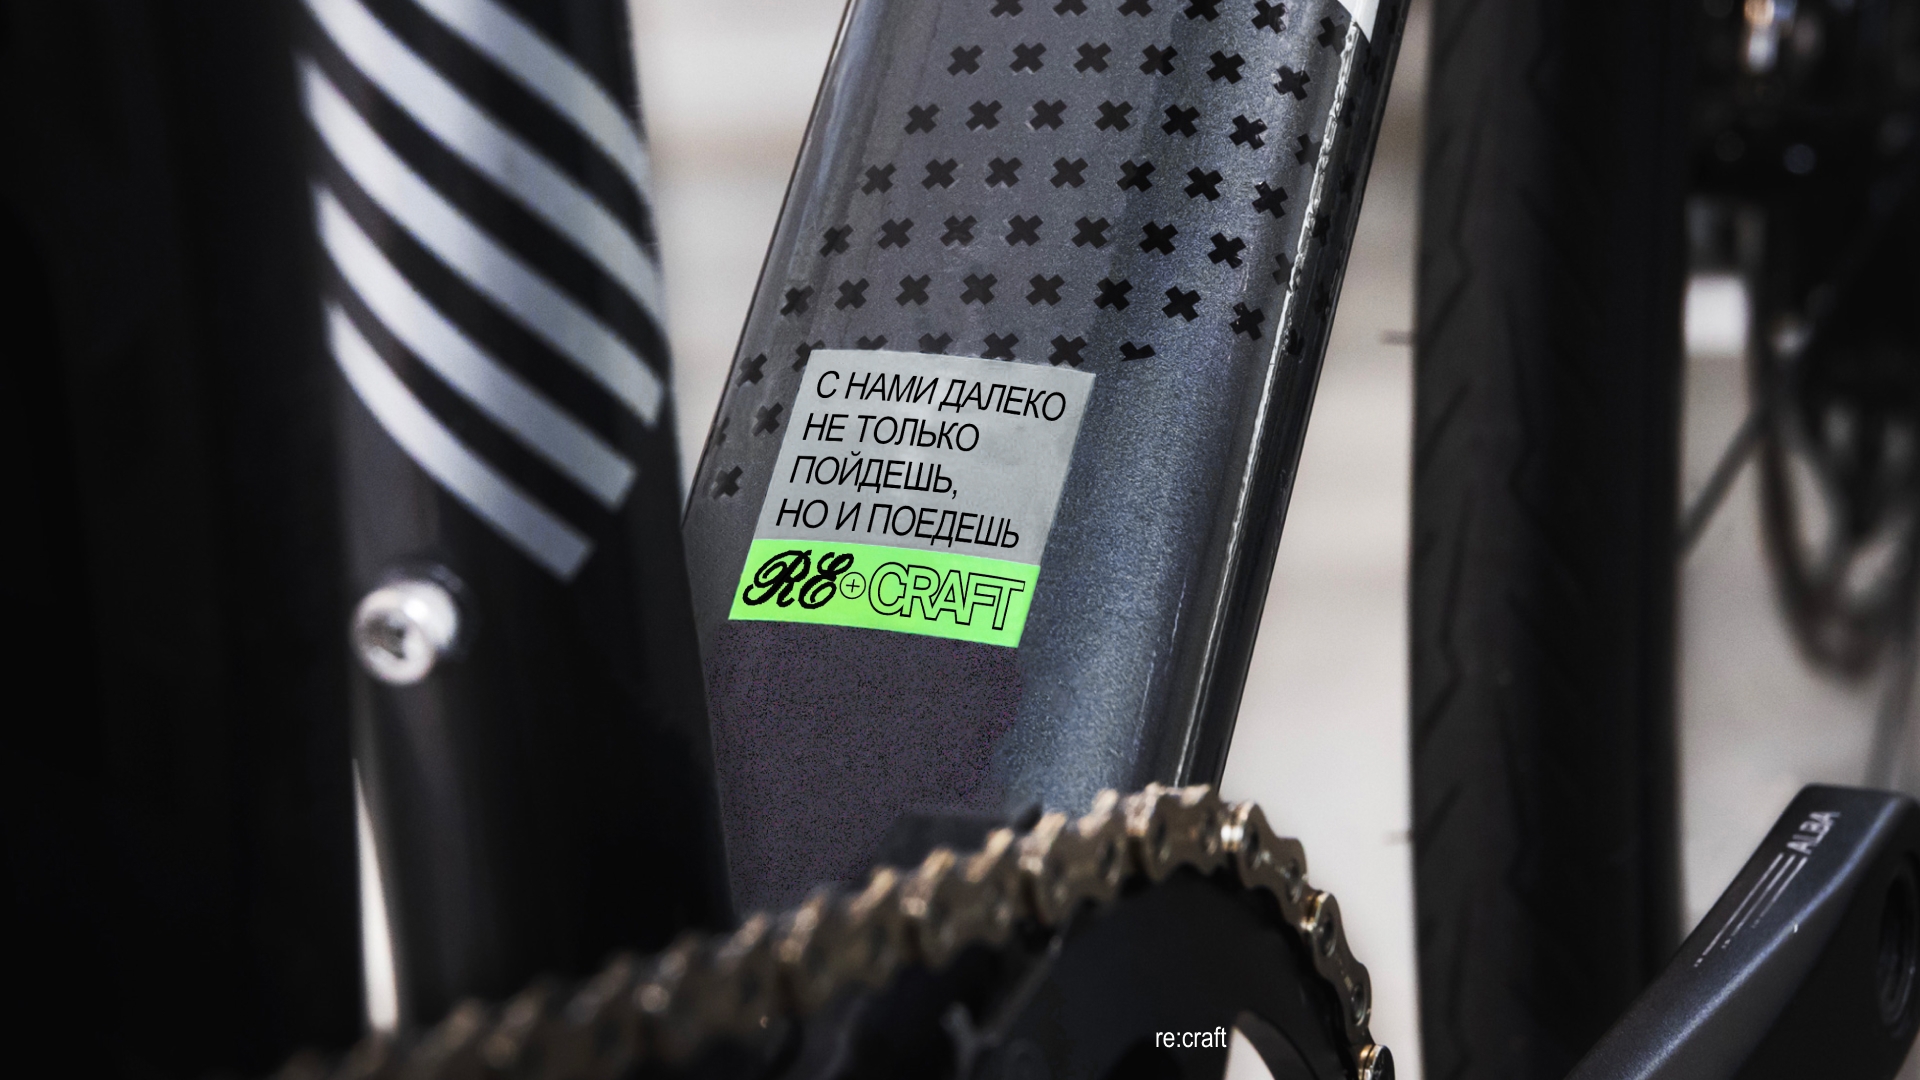 С НАМИ ДАЛЕКО
НЕ ТОЛЬКО
ПОЙДЕШЬ,
НО И ПОЕДЕШЬ
RE+CRAFT
ALBA
re:craft